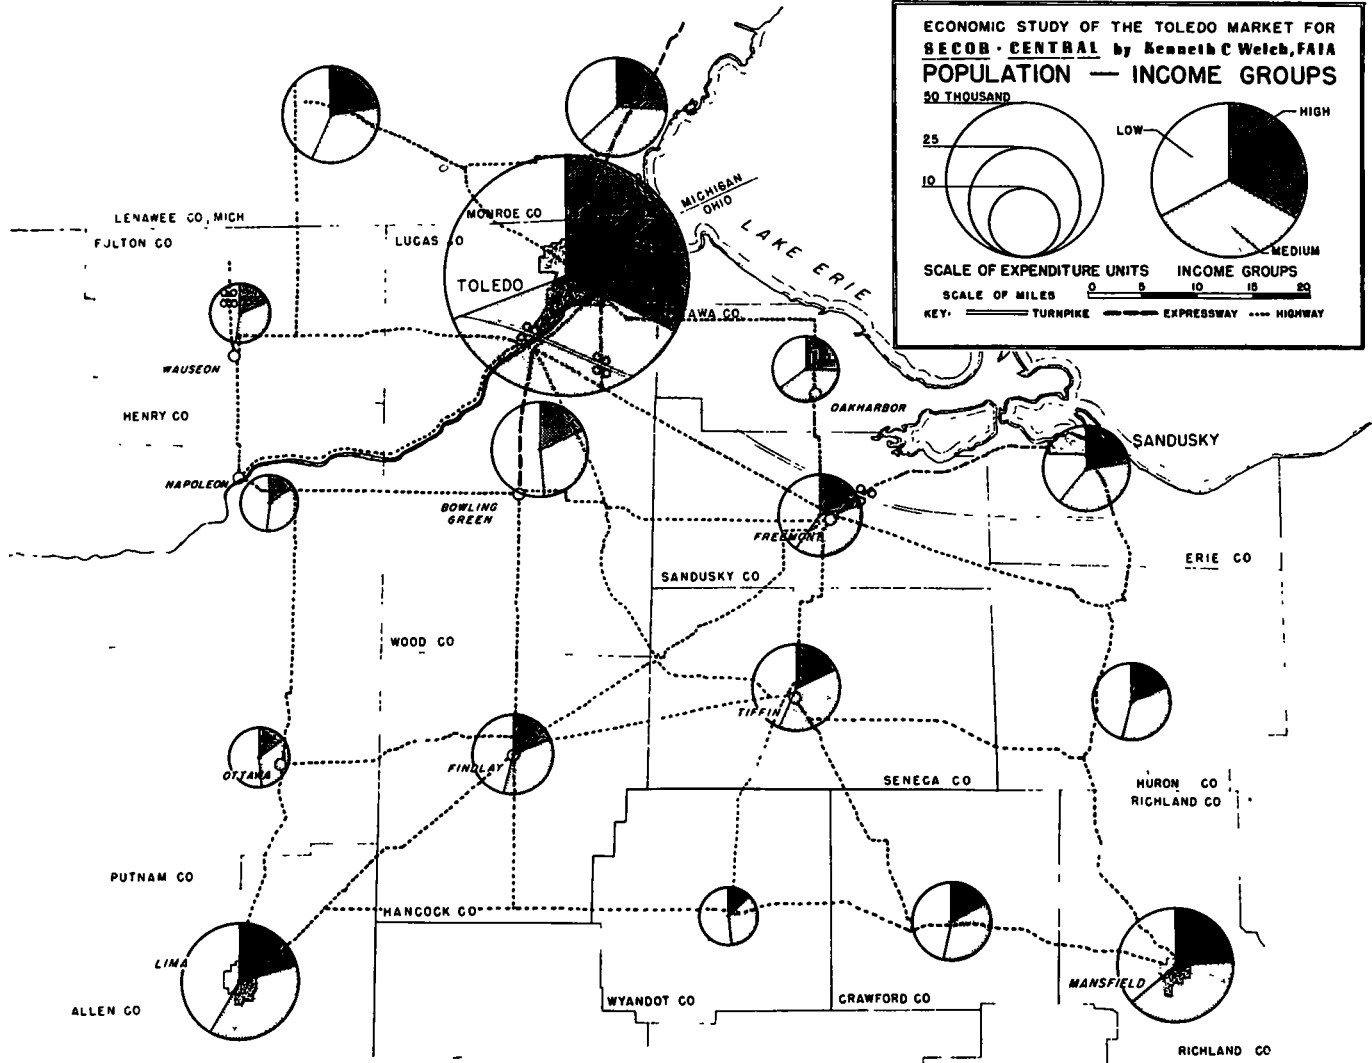 ECONOMIC STUDY OF THE TOLEDO MARKET FOR
SECOR · CENTRAL by Kenneth C Welch, FAIA
POPULATION — INCOME GROUPS
50 THOUSAND
25
10
LOW
HIGH
MEDIUM
SCALE OF EXPENDITURE UNITS
INCOME GROUPS
SCALE OF MILES
0 5 10 15 20
KEY: TURNPIKE EXPRESSWAY HIGHWAY
MICHIGAN
OHIO
LAKE ERIE
LENAWEE CO, MICH
MONROE CO
FULTON CO
LUCAS CO
TOLEDO
AWA CO
WAUSEON
HENRY CO
OAKHARBOR
SANDUSKY
NAPOLEON
BOWLING
GREEN
FREEMONT
ERIE CO
SANDUSKY CO
WOOD CO
TIFFIN
OTTAWA
FINDLAY
SENECA CO
HURON CO
RICHLAND CO
PUTNAM CO
HANCOCK CO
LIMA
MANSFIELD
WYANDOT CO
CRAWFORD CO
ALLEN CO
RICHLAND CO